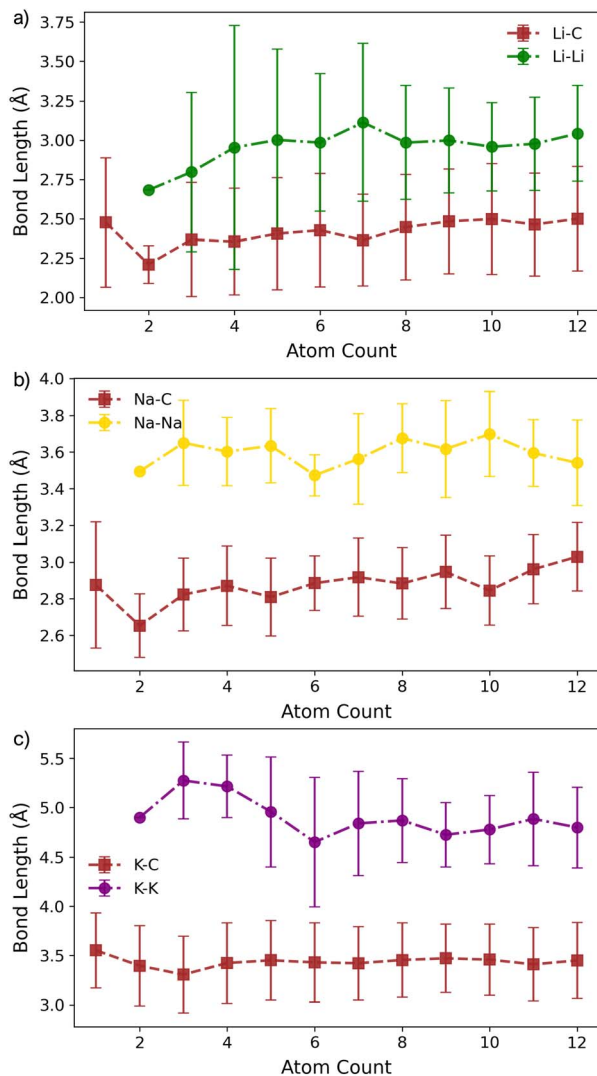 a)
3.75
3.50
3.25
3.00
2.75
2.50
2.25
2.00
Bond Length (Å)
Li-C
Li-Li
2 4 6 8 10 12
Atom Count
b)
4.0
3.8
3.6
3.4
3.2
3.0
2.8
2.6
Bond Length (Å)
Na-C
Na-Na
2 4 6 8 10 12
Atom Count
c)
5.5
5.0
4.5
4.0
3.5
3.0
Bond Length (Å)
K-C
K-K
2 4 6 8 10 12
Atom Count